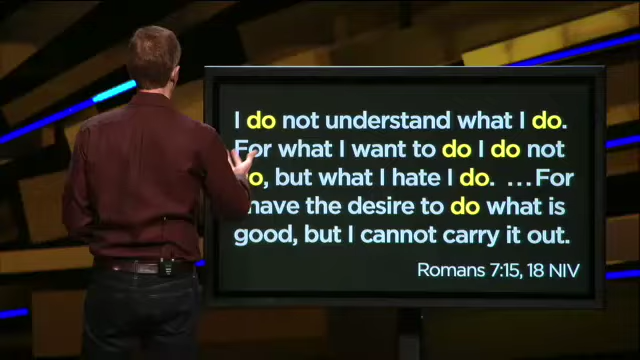 I do not understand what I do.
For what I want to do I do not
o, but what I hate I do. ...For
have the desire to do what is
good, but I cannot carry it out.
Romans 7:15, 18 NIV